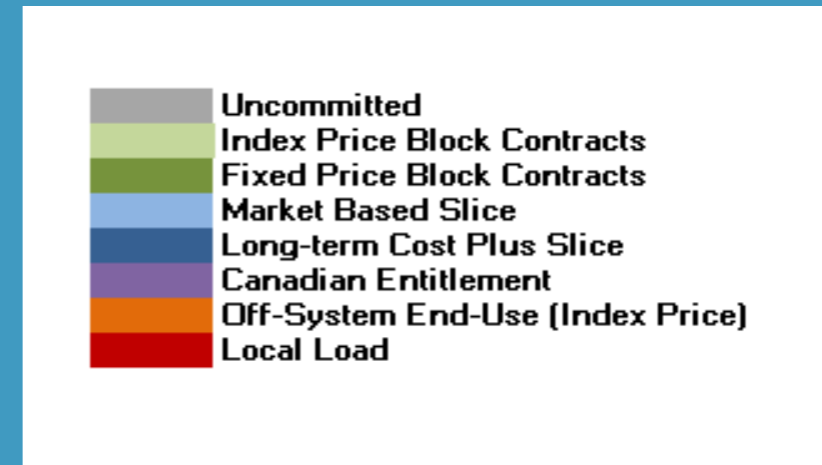 Uncommitted
Index Price Block Contracts
Fixed Price Block Contracts
Market Based Slice
Long-term Cost Plus Slice
Canadian Entitlement
Off-System End-Use (Index Price)
Local Load